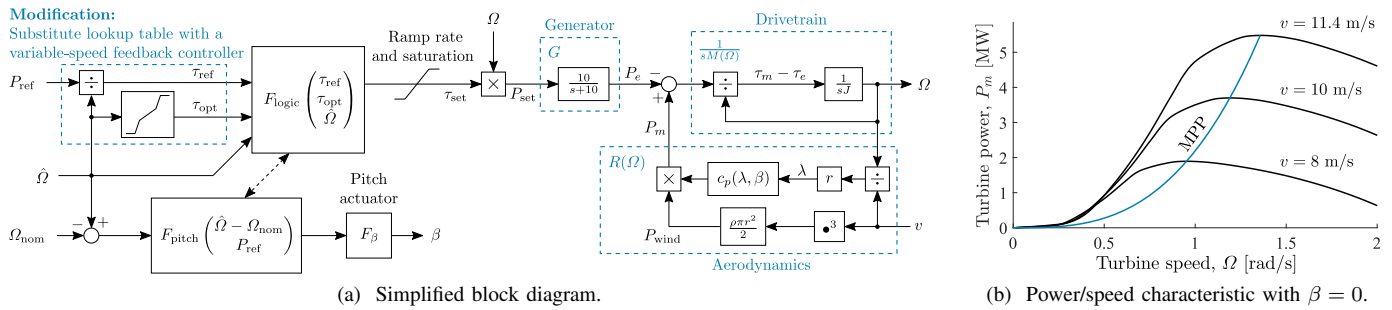 Modification:
Substitute lookup table with a
variable-speed feedback controller
P_ref
÷
τ_ref
τ_opt
Ω̂
Ω_nom
−
+
F_logic (τ_ref τ_opt Ω̂)
F_pitch (Ω̂ − Ω_nom P_ref)
Ramp rate
and saturation
τ_set
Ω
×
P_set
Pitch
actuator
F_β
β
Generator
G
10/(s+10)
P_e
−
+
P_m
Drivetrain
1/(sM(Ω))
÷
τ_m − τ_e
1/(sJ)
Ω
R(Ω)
×
c_p(λ, β)
λ
r
÷
P_wind
ρπr²/2
•³
v
Aerodynamics
(a) Simplified block diagram.
Turbine power, P_m [MW]
5
4
3
2
1
0
v = 11.4 m/s
v = 10 m/s
v = 8 m/s
MPP
0 0.5 1 1.5 2
Turbine speed, Ω [rad/s]
(b) Power/speed characteristic with β = 0.